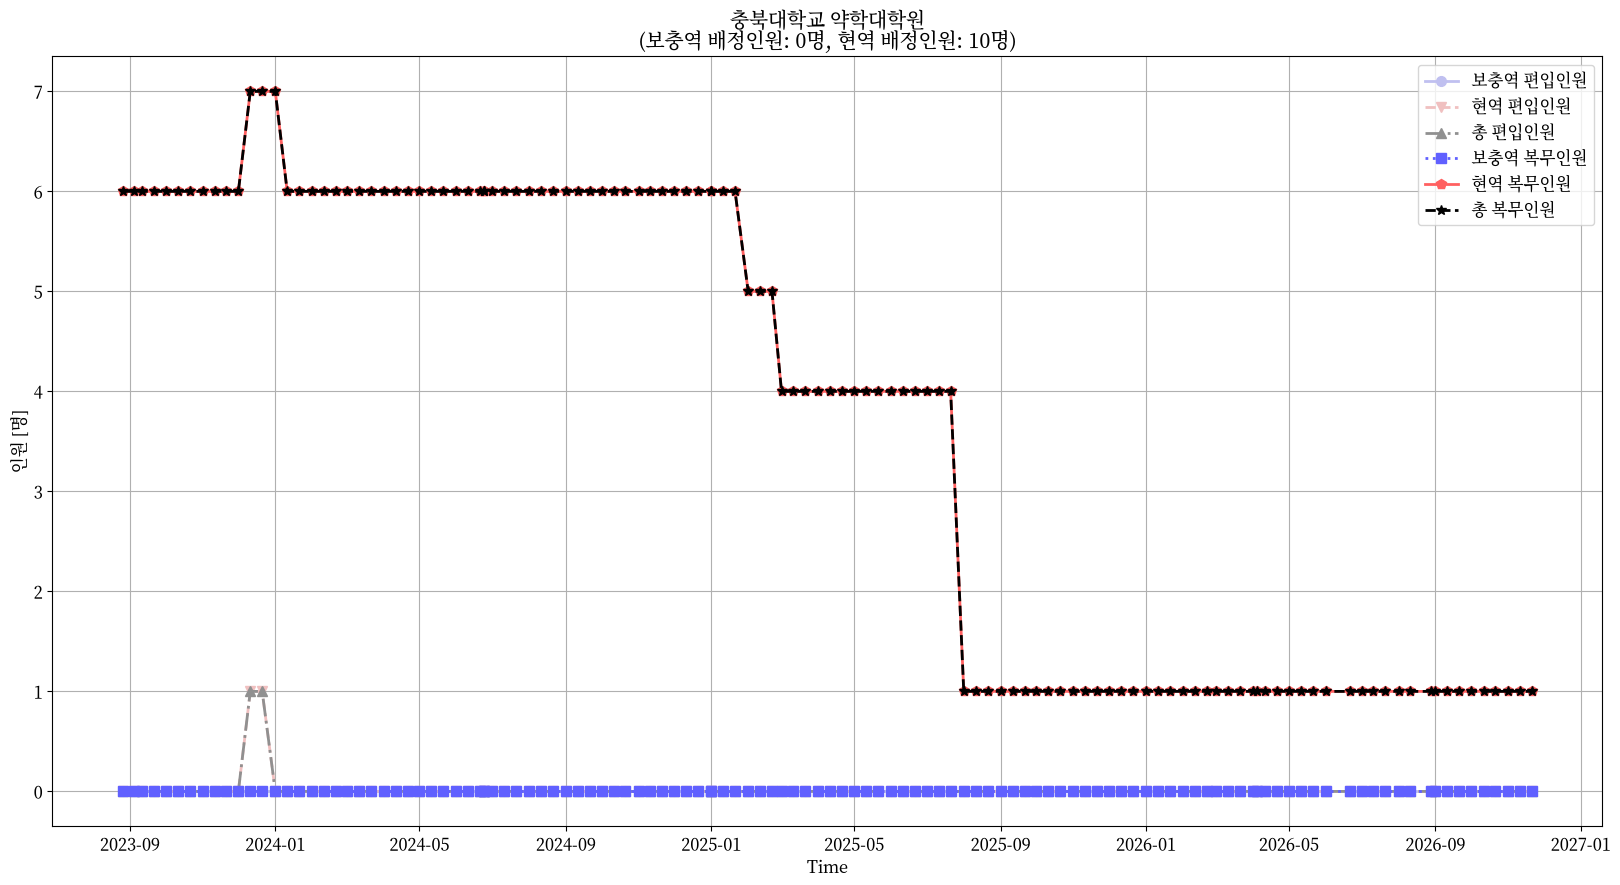 충북대학교 약학대학원
(보충역 배정인원: 0명, 현역 배정인원: 10명)
보충역 편입인원
현역 편입인원
총 편입인원
보충역 복무인원
현역 복무인원
총 복무인원
인원 [명]
7
6
5
4
3
2
1
0
2023-09 2024-01 2024-05 2024-09 2025-01 2025-05 2025-09 2026-01 2026-05 2026-09 2027-01
Time